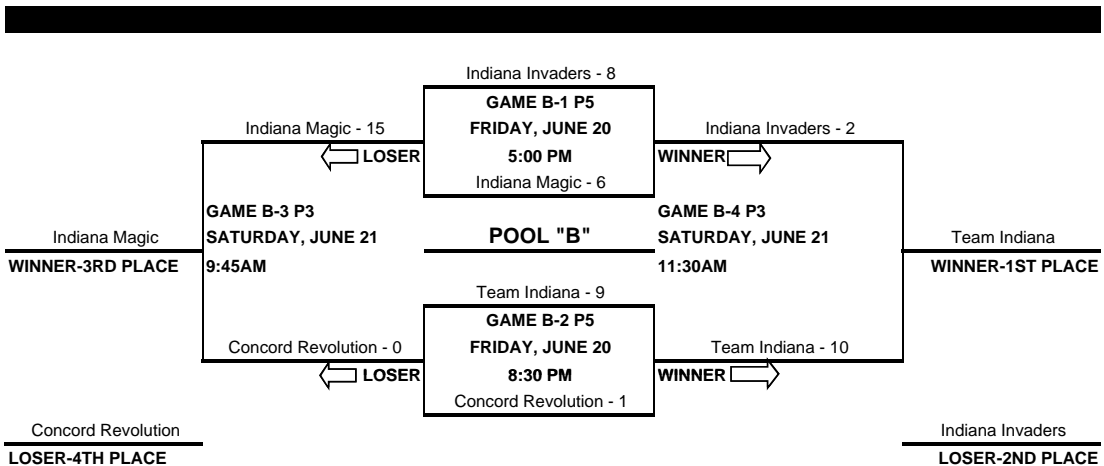 Indiana Invaders - 8
GAME B-1 P5
Indiana Magic - 15
FRIDAY, JUNE 20
Indiana Invaders - 2
LOSER
5:00 PM
WINNER
Indiana Magic - 6
GAME B-3 P3
GAME B-4 P3
Indiana Magic
SATURDAY, JUNE 21
POOL "B"
SATURDAY, JUNE 21
Team Indiana
WINNER-3RD PLACE
9:45AM
11:30AM
WINNER-1ST PLACE
Team Indiana - 9
GAME B-2 P5
Concord Revolution - 0
FRIDAY, JUNE 20
Team Indiana - 10
LOSER
8:30 PM
WINNER
Concord Revolution - 1
Concord Revolution
Indiana Invaders
LOSER-4TH PLACE
LOSER-2ND PLACE